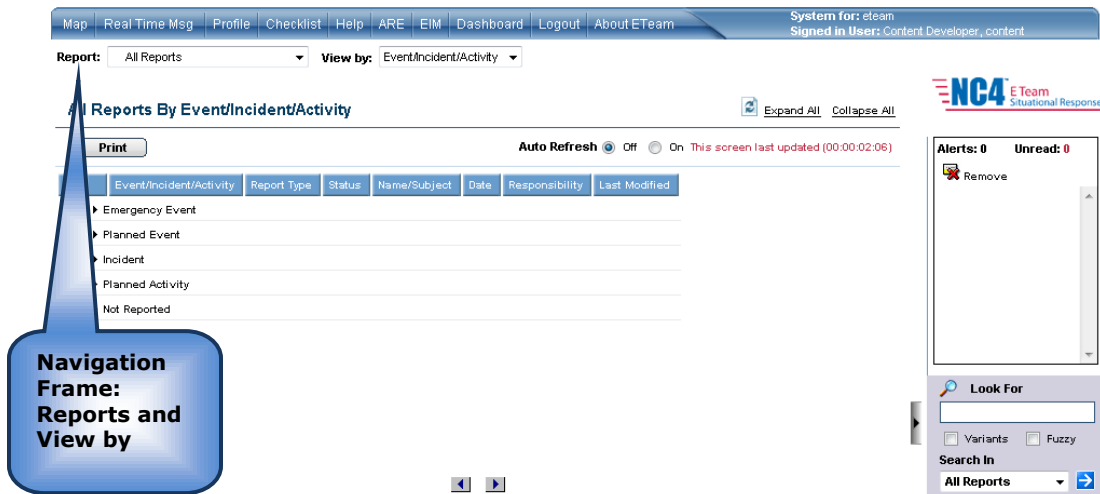 Map Real Time Msg Profile Checklist Help ARE EIM Dashboard Logout About ETeam
System for: eteam
Signed in User: Content Developer, content
Report: All Reports View by: Event/Incident/Activity
NC4 E Team
Situational Response
All Reports By Event/Incident/Activity
Expand All Collapse All
Print
Auto Refresh Off On This screen last updated (00:00:02:06)
Alerts: 0 Unread: 0
Remove
Event/Incident/Activity Report Type Status Name/Subject Date Responsibility Last Modified
Emergency Event
Planned Event
Incident
Planned Activity
Not Reported
Navigation
Frame:
Reports and
View by
Look For
Variants Fuzzy
Search In
All Reports